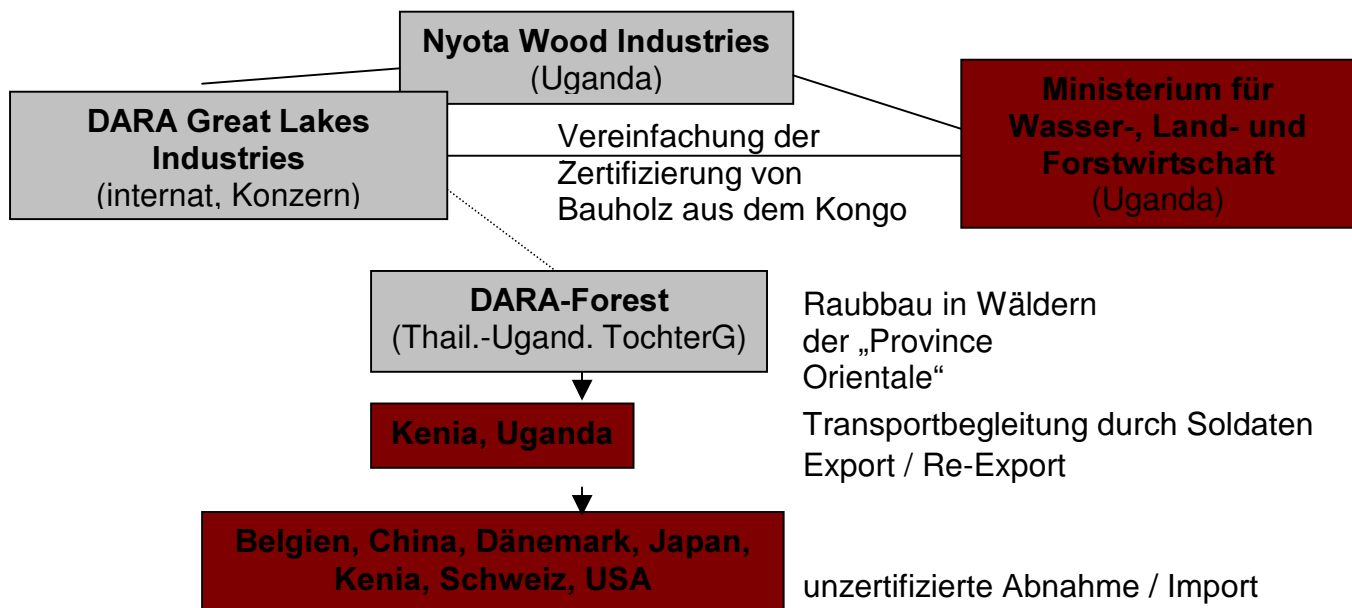 Nyota Wood Industries
(Uganda)
DARA Great Lakes
Industries
(internat, Konzern)
Vereinfachung der
Zertifizierung von
Bauholz aus dem Kongo
Ministerium für
Wasser-, Land- und
Forstwirtschaft
(Uganda)
DARA-Forest
(Thail.-Ugand. TochterG)
Raubbau in Wäldern
der „Province
Orientale“
Kenia, Uganda
Transportbegleitung durch Soldaten
Export / Re-Export
Belgien, China, Dänemark, Japan,
Kenia, Schweiz, USA
unzertifizierte Abnahme / Import